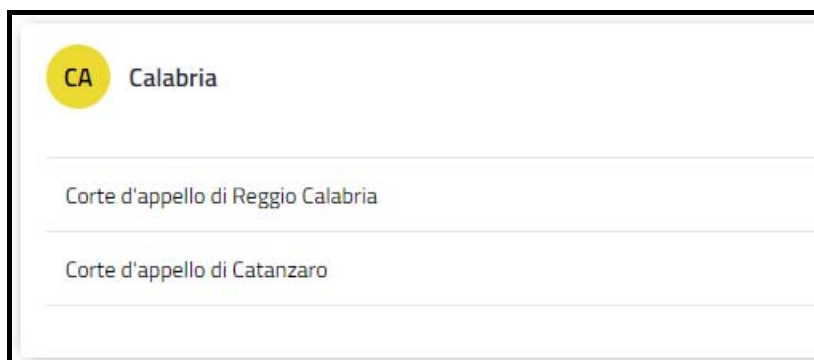 CA Calabria
Corte d'appello di Reggio Calabria
Corte d'appello di Catanzaro